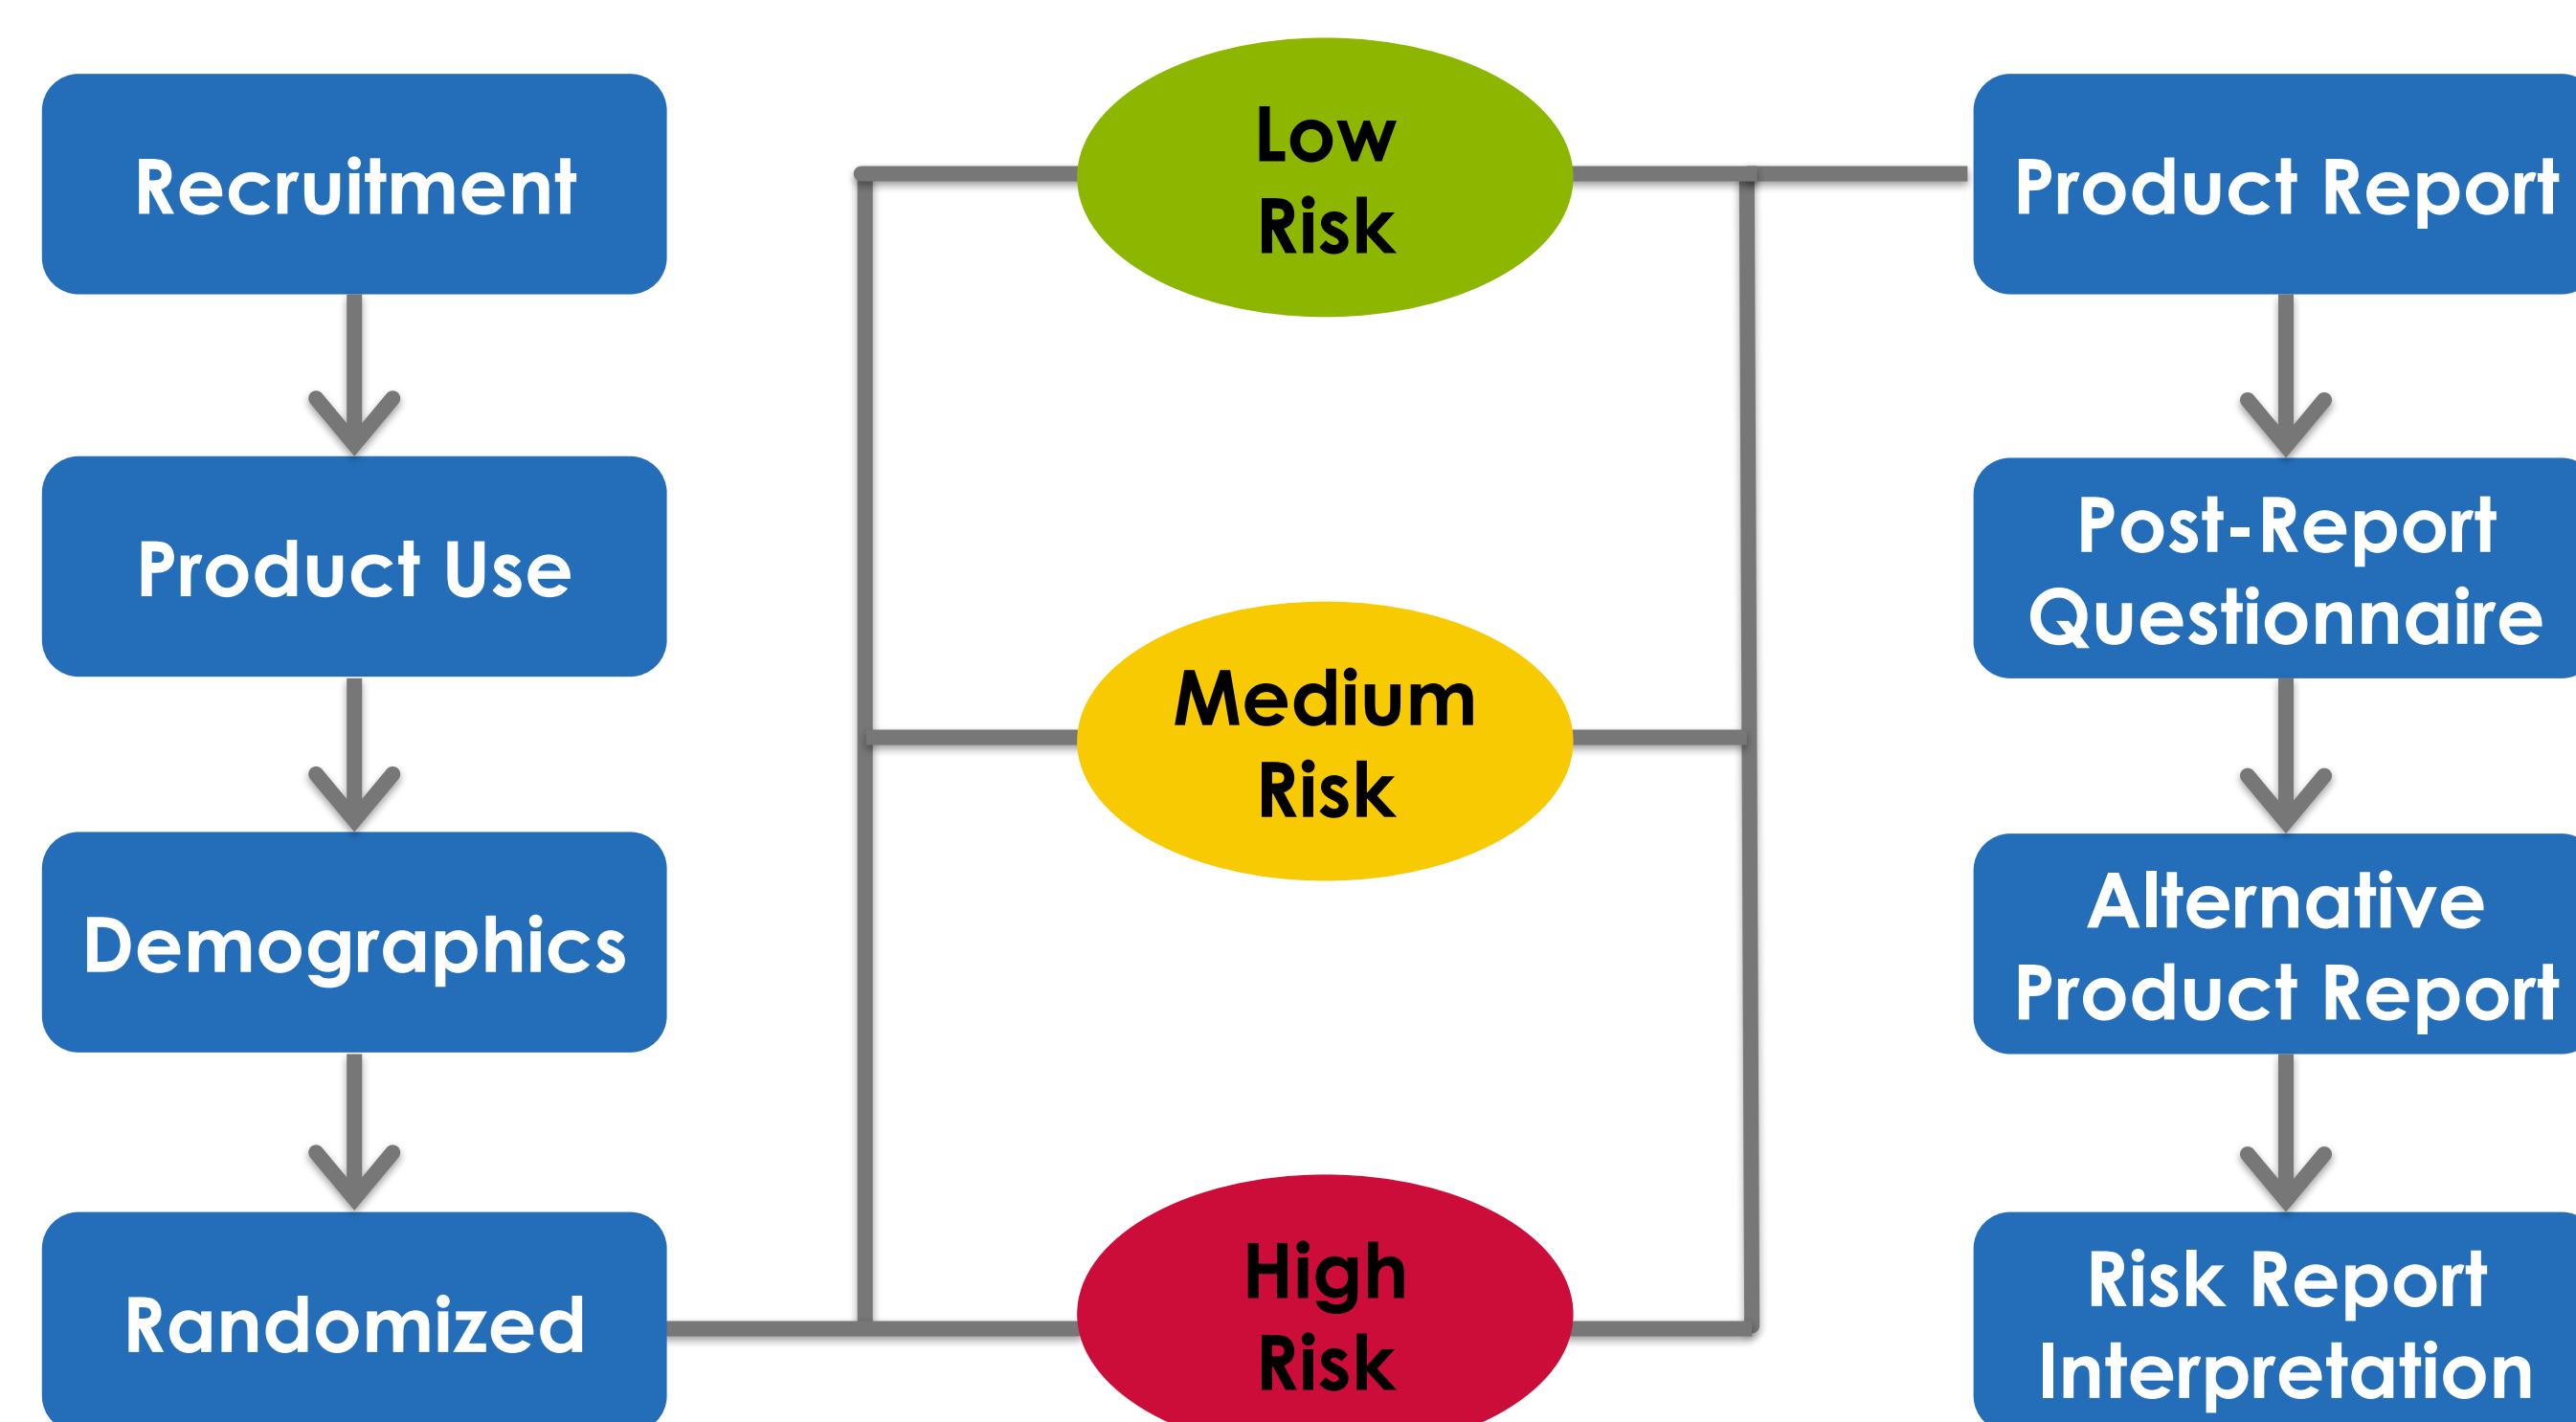 Recruitment
Product Use
Demographics
Randomized
Low
Risk
Medium
Risk
High
Risk
Product Report
Post-Report
Questionnaire
Alternative
Product Report
Risk Report
Interpretation